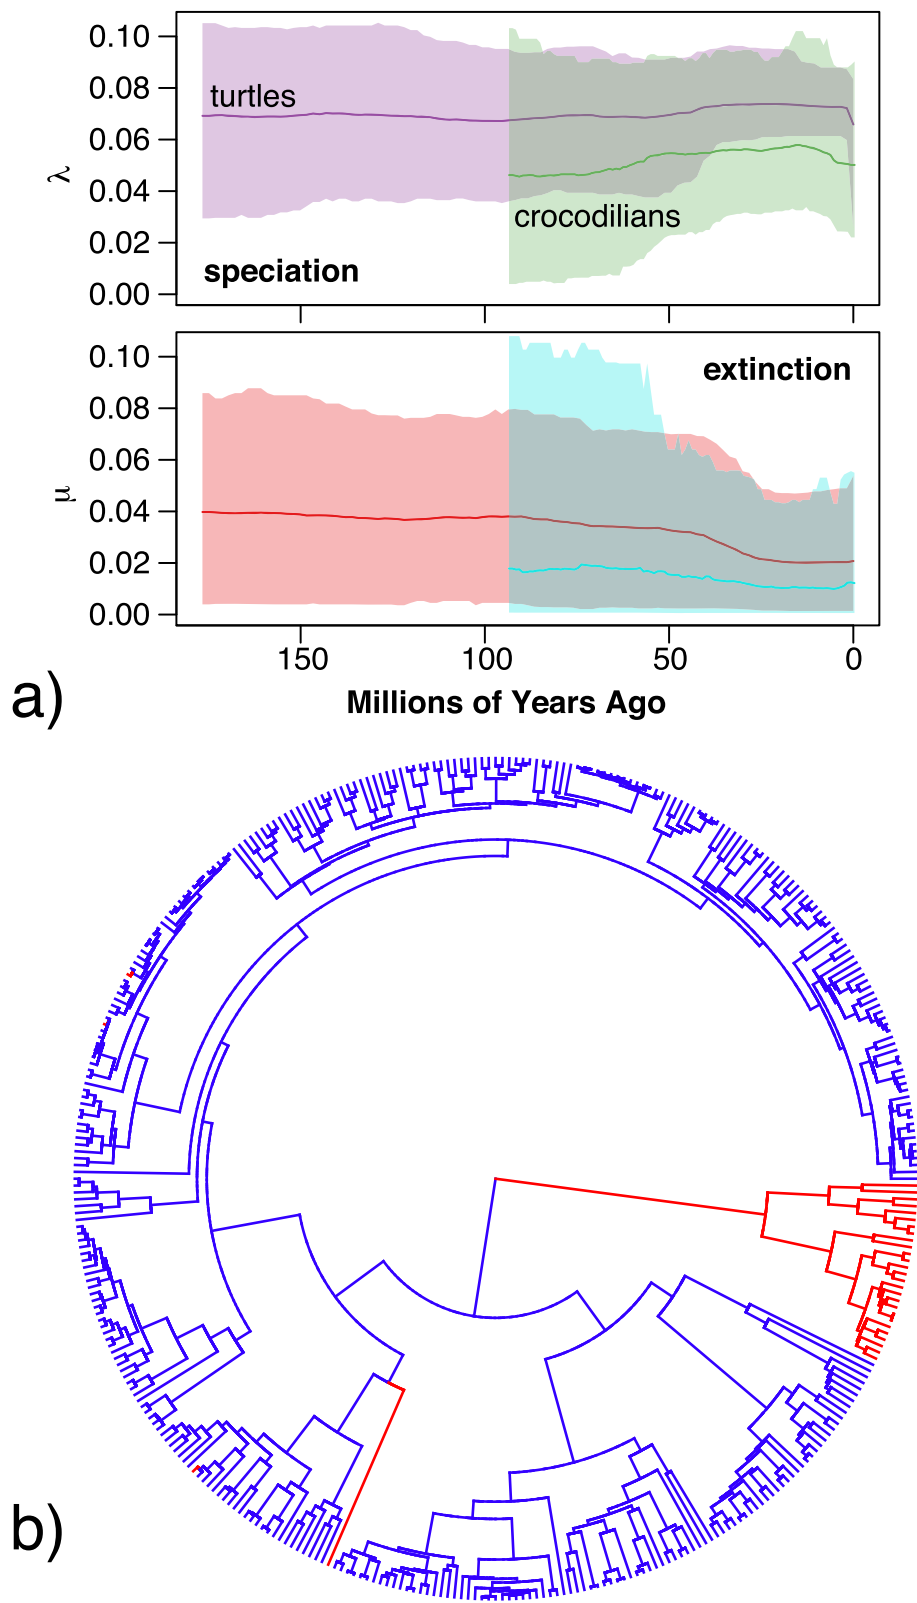 0.10
0.08
0.06
0.04
0.02
0.00
λ
turtles
crocodilians
speciation
0.10
0.08
0.06
0.04
0.02
0.00
μ
extinction
150 100 50 0
Millions of Years Ago
a)
b)